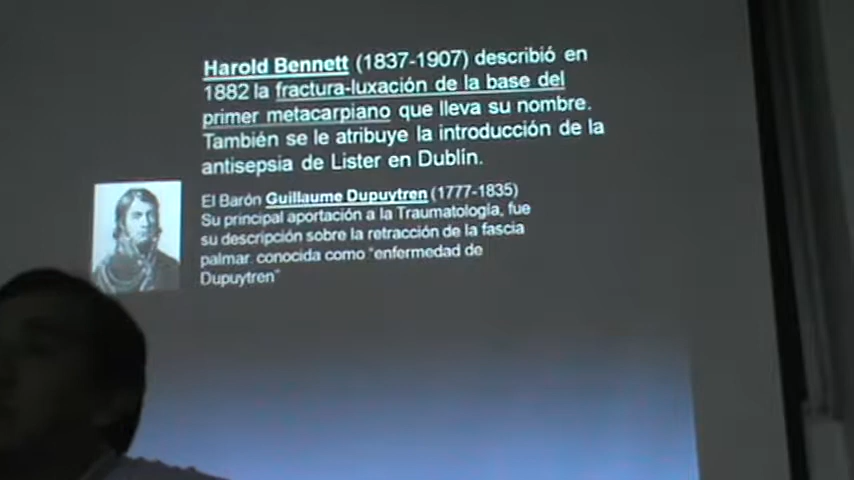 Harold Bennett (1837-1907) describió en
1882 la fractura-luxación de la base del
primer metacarpiano que lleva su nombre.
También se le atribuye la introducción de la
antisepsia de Lister en Dublín.
El Barón Guillaume Dupuytren (1777-1835)
Su principal aportación a la Traumatología, fue
su descripción sobre la retracción de la fascia
palmar. conocida como "enfermedad de
Dupuytren"